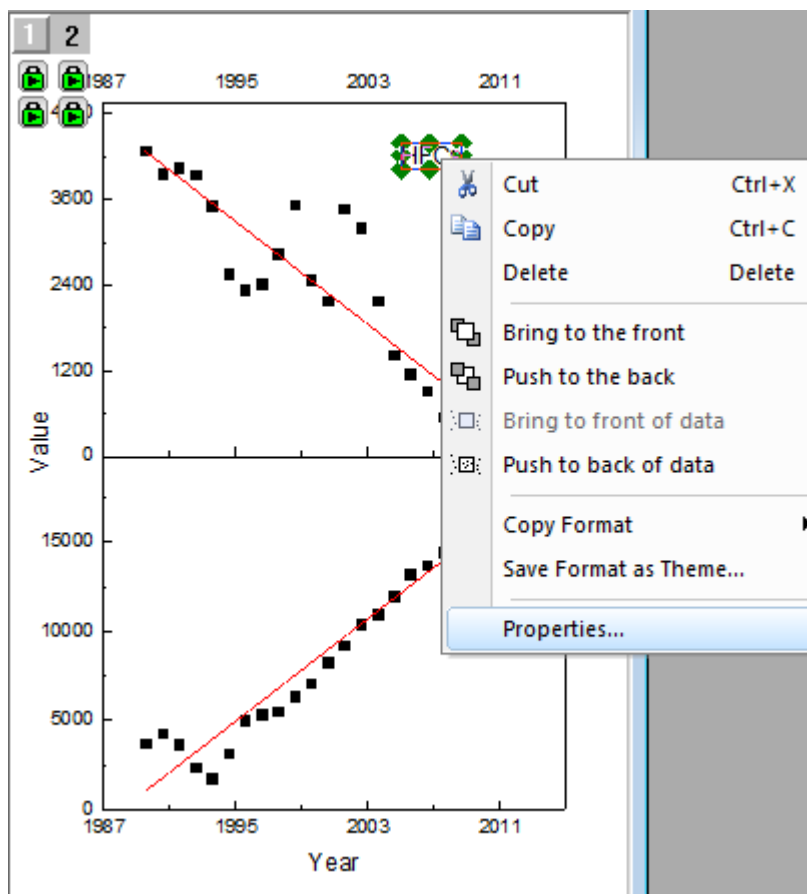 1 2
1987 1995 2003 2011
3600
2400
1200
0
Cut Ctrl+X
Copy Ctrl+C
Delete Delete
Bring to the front
Push to the back
Bring to front of data
Push to back of data
Copy Format
Save Format as Theme...
Properties...
Value
15000
10000
5000
0
1987 1995 2003 2011
Year